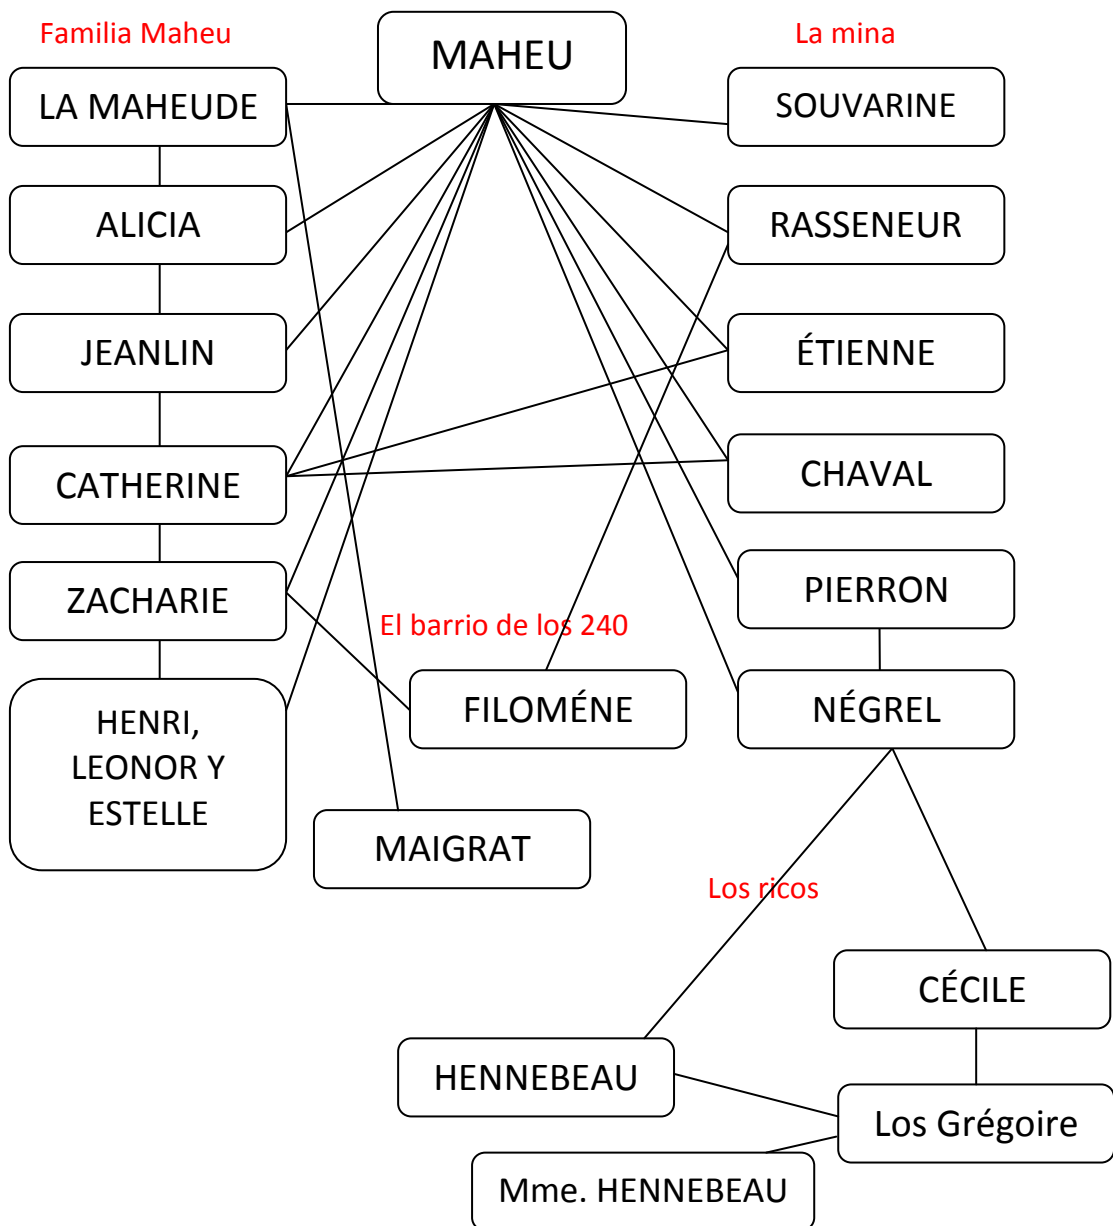 Familia Maheu
MAHEU
La mina
LA MAHEUDE
SOUVARINE
ALICIA
RASSENEUR
JEANLIN
ÉTIENNE
CATHERINE
CHAVAL
ZACHARIE
PIERRON
El barrio de los 240
HENRI,
LEONOR Y
ESTELLE
FILOMÉNE
NÉGREL
MAIGRAT
Los ricos
CÉCILE
HENNEBEAU
Los Grégoire
Mme. HENNEBEAU